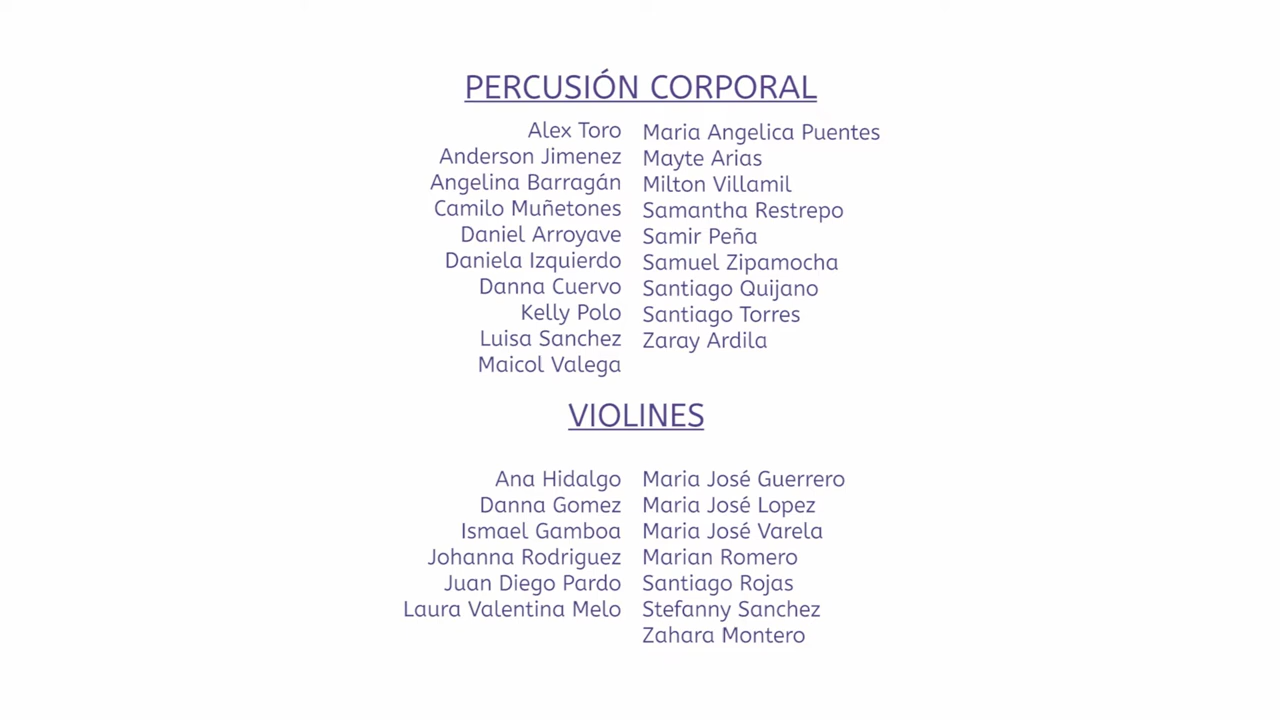 PERCUSIÓN CORPORAL
Alex Toro
Anderson Jimenez
Angelina Barragán
Camilo Muñetones
Daniel Arroyave
Daniela Izquierdo
Danna Cuervo
Kelly Polo
Luisa Sanchez
Maicol Valega
Maria Angelica Puentes
Mayte Arias
Milton Villamil
Samantha Restrepo
Samir Peña
Samuel Zipamocha
Santiago Quijano
Santiago Torres
Zaray Ardila
VIOLINES
Ana Hidalgo
Danna Gomez
Ismael Gamboa
Johanna Rodriguez
Juan Diego Pardo
Laura Valentina Melo
Maria José Guerrero
Maria José Lopez
Maria José Varela
Marian Romero
Santiago Rojas
Stefanny Sanchez
Zahara Montero